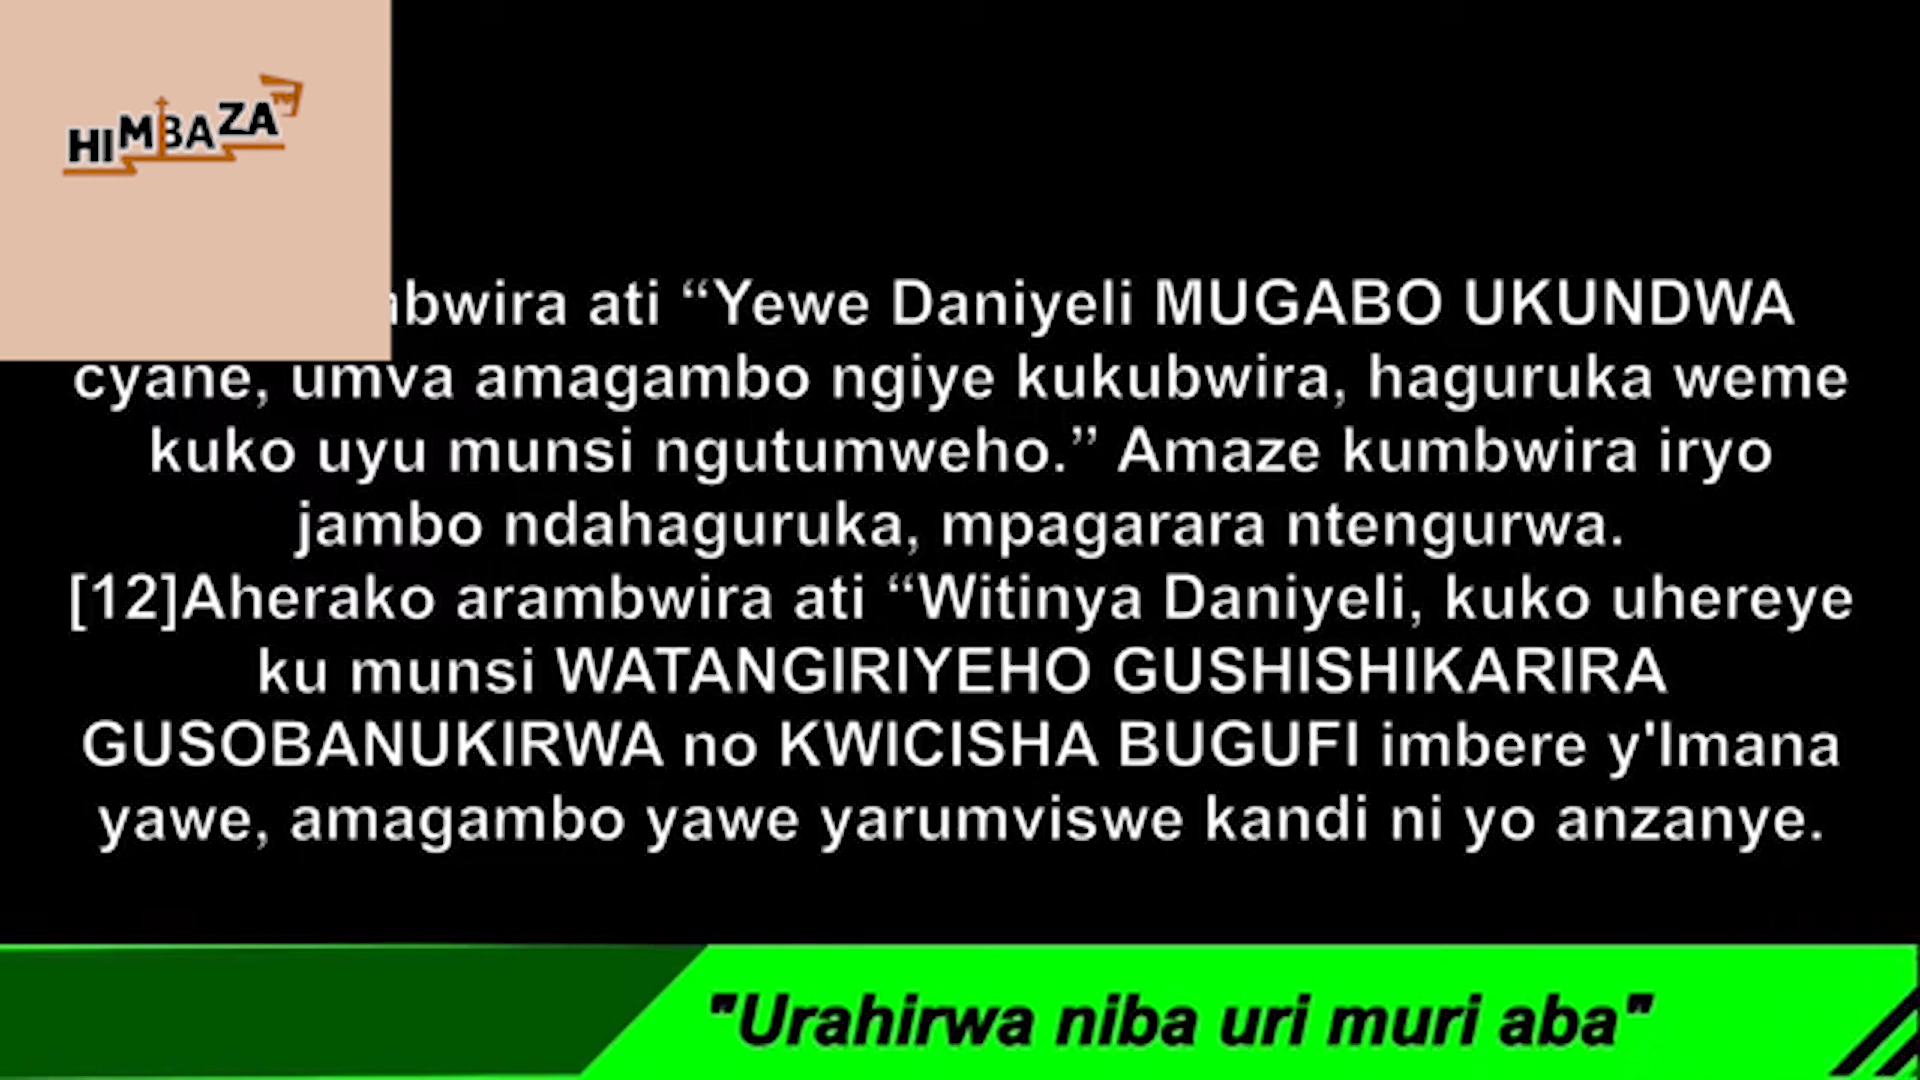 HIMBAZA TV
ati “Yewe Daniyeli MUGABO UKUNDWA
cyane, umva amagambo ngiye kukubwira, haguruka weme
kuko uyu munsi ngutumweho.” Amaze kumbwira iryo
jambo ndahaguruka, mpagarara ntengurwa.
[12]Aherako arambwira ati “Witinya Daniyeli, kuko uhereye
ku munsi WATANGIRIYEHO GUSHISHIKARIRA
GUSOBANUKIRWA no KWICISHA BUGUFI imbere y'Imana
yawe, amagambo yawe yarumviswe kandi ni yo anzanye.
"Urahirwa niba uri muri aba"